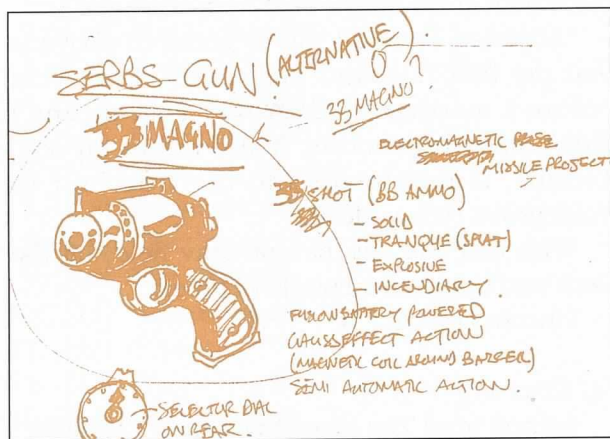 SERBS GUN (ALTERNATIVE).
33 MAGNO?
33 MAGNO
ELECTROMAGNETIC
MISSILE PROJECT
SHOT (BB AMMO)
- SOLID
- TRANQUE (SPLAT)
- EXPLOSIVE
- INCENDIARY
FUSION BATTERY POWERED
GAUSS EFFECT ACTION
(MAGNETIC COIL AROUND BARREL)
SEMI AUTOMATIC ACTION.
- SELECTOR DIAL
ON REAR.